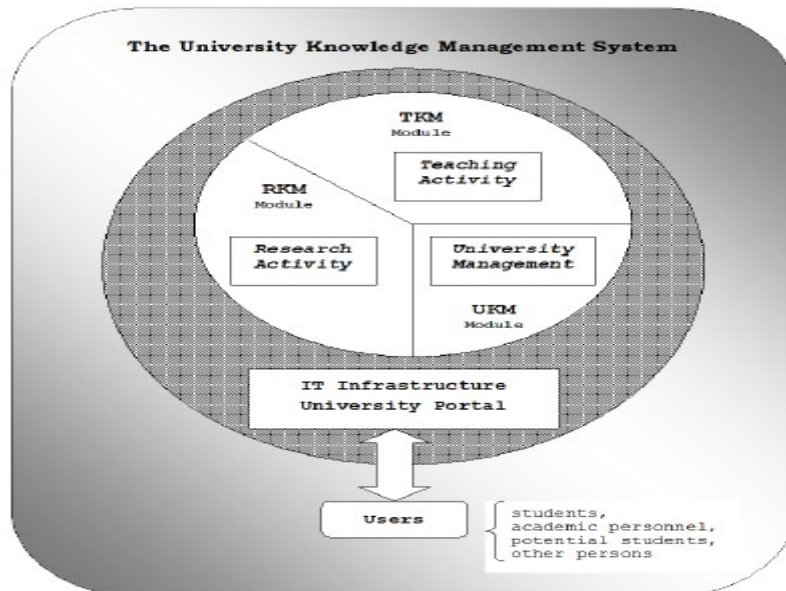 The University Knowledge Management System
TKM
Module
Teaching
Activity
RKM
Module
Research
Activity
University
Management
UKM
Module
IT Infrastructure
University Portal
Users
students,
academic personnel,
potential students,
other persons